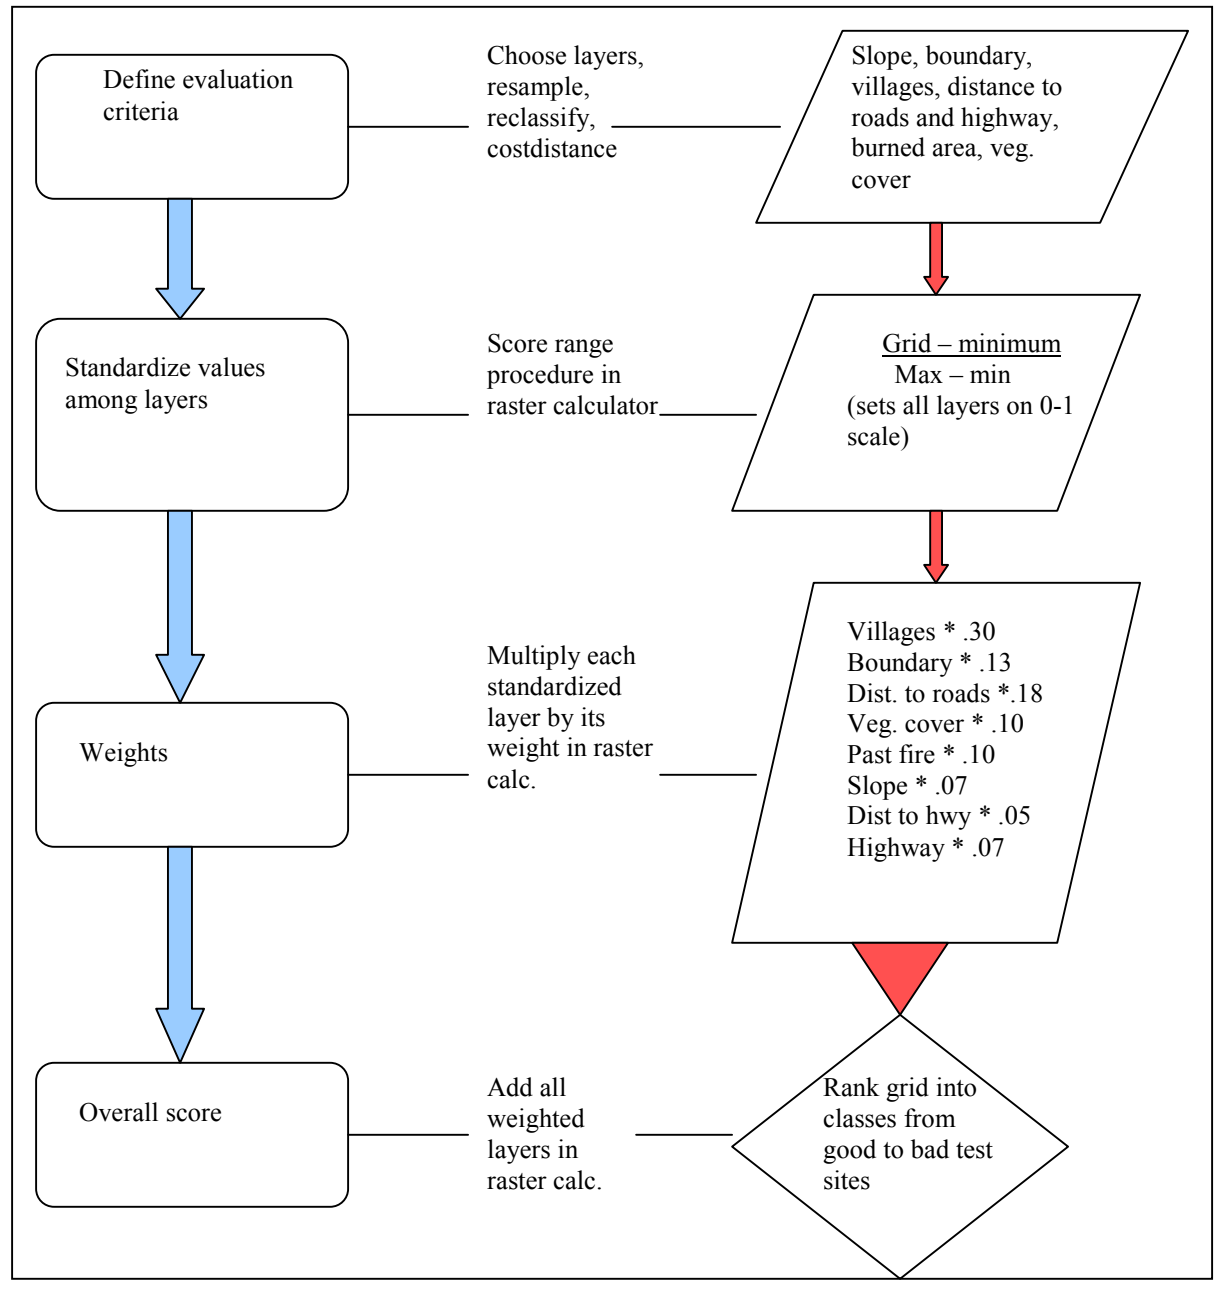 Define evaluation
criteria
Choose layers,
resample,
reclassify,
costdistance
Slope, boundary,
villages, distance to
roads and highway,
burned area, veg.
cover
Standardize values
among layers
Score range
procedure in
raster calculator
Grid – minimum
Max – min
(sets all layers on 0-1
scale)
Weights
Multiply each
standardized
layer by its
weight in raster
calc.
Villages * .30
Boundary * .13
Dist. to roads *.18
Veg. cover * .10
Past fire * .10
Slope * .07
Dist to hwy * .05
Highway * .07
Overall score
Add all
weighted
layers in
raster calc.
Rank grid into
classes from
good to bad test
sites